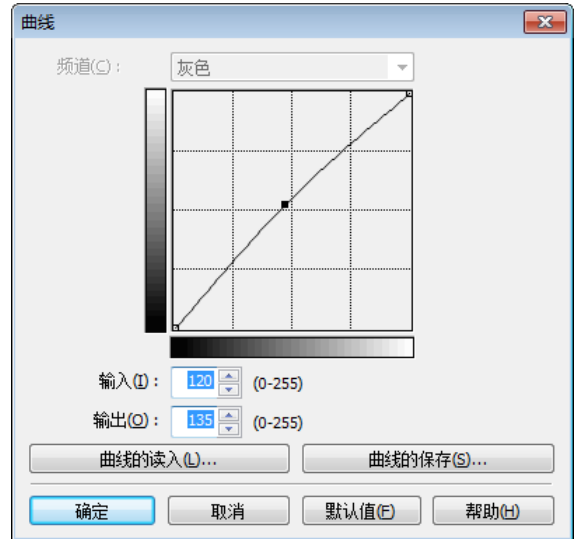 曲线
频道(C)： 灰色
输入(I)： 120 (0-255)
输出(O)： 135 (0-255)
曲线的读入(L)... 曲线的保存(S)...
确定 取消 默认值(F) 帮助(H)